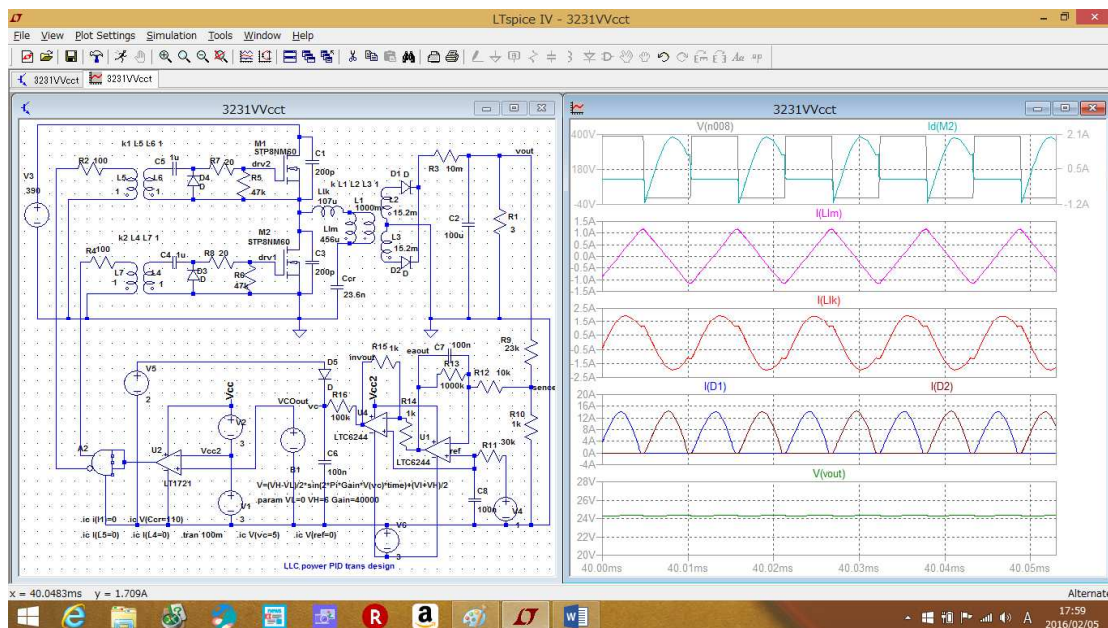 LTspice IV - 3231VVcct
File View Plot Settings Simulation Tools Window Help
3231VVcct
3231VVcct
3231VVcct
k1 L5 L6 1
M1
STP8NM60
R2 100
C5 1u
R7 20
drv2
C1
200p
V3
.390
L5
.1
L6
1
D4
D
R5
47k
Llk
107u
k L1 L2 L3 1
L1
1000m
D1 D
L2
15.2m
R3 10m
vout
C2
100u
R1
3
k2 L4 L7 1
M2
STP8NM60
Llm
456u
L3
15.2m
D2 D
R4 100
C4 1u
R8 20
drv1
C3
200p
L7
1
L4
1
D3
D
R6
47k
Ccr
23.6n
V5
2
Vcc
D5
D
R15 1k
invout
eaout
C7 100n
R13
1000k
R12 10k
R9
23k
sence
R10
1k
A2
U2
LT1721
Vcc2
V2
3
VCOout
vc
R16
100k
Vcc2
U4
LTC6244
R14
1k
U1
LTC6244
ref
R11 30k
B1
C6
100n
V=(VH-VL)/2*sin(2*Pi*Gain*V(vc)*time)+(Vl+VH)/2
.param VL=0 VH=6 Gain=40000
V1
3
C8
100n
V4
1
V6
3
.ic i(l1)=0 .ic V(Ccr=110)
.ic I(L5=0) .ic I(L4=0) .tran 100m .ic V(vc=5) .ic V(ref=0)
LLC power PID trans design
3231VVcct
V(n008) Id(M2)
400V 2.1A
180V 0.5A
-40V -1.2A
I(Llm)
1.5A
1.0A
0.5A
0.0A
-0.5A
-1.0A
-1.5A
I(Llk)
2.5A
1.5A
0.5A
-0.5A
-1.5A
-2.5A
I(D1) I(D2)
20A
16A
12A
8A
4A
0A
-4A
V(vout)
28V
26V
24V
22V
20V
40.00ms 40.01ms 40.02ms 40.03ms 40.04ms 40.05ms
x = 40.0483ms y = 1.709A
Alternate
R
a
W
A
17:59
2016/02/05